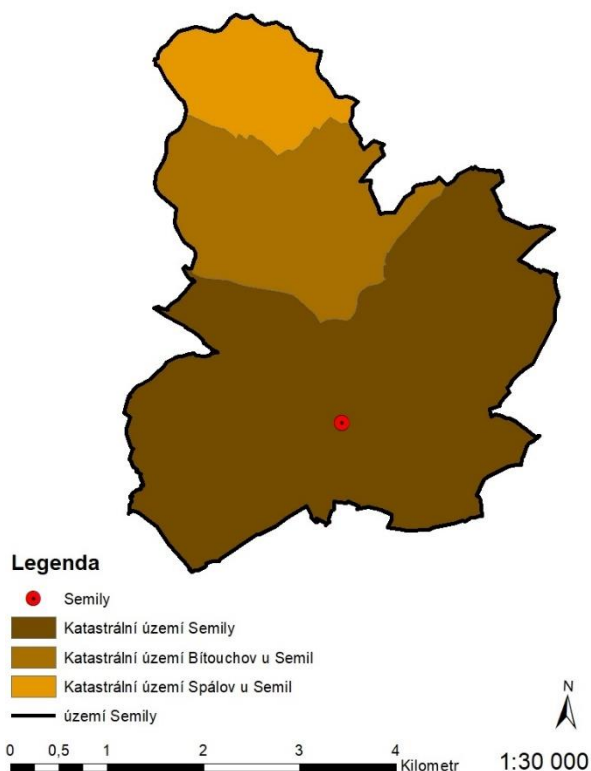 Legenda
Semily
Katastrální území Semily
Katastrální území Bítouchov u Semil
Katastrální území Spálov u Semil
území Semily
N
0 0,5 1 2 3 4
Kilometr
1:30 000